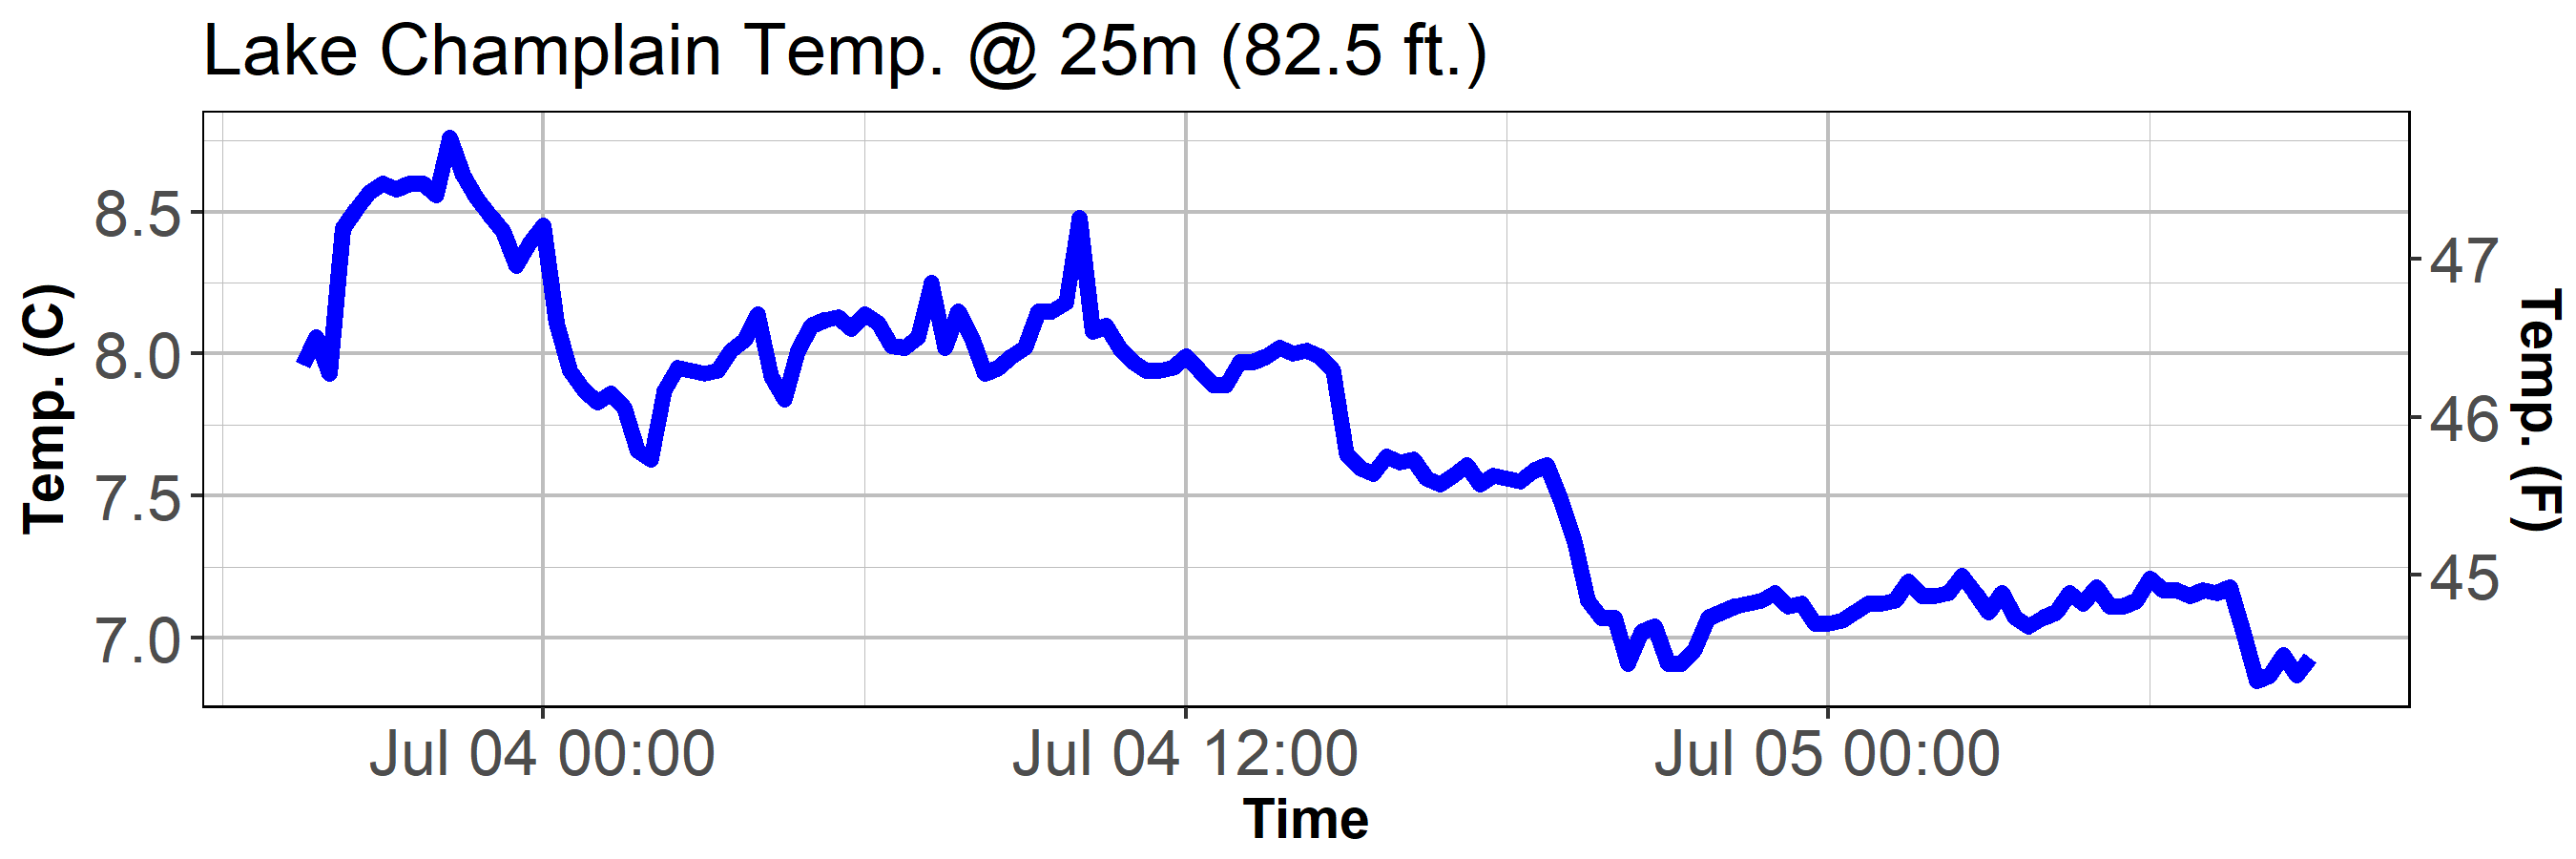 Lake Champlain Temp. @ 25m (82.5 ft.)
Temp. (C)
8.5
8.0
7.5
7.0
47
46
45
Temp. (F)
Jul 04 00:00
Jul 04 12:00
Jul 05 00:00
Time